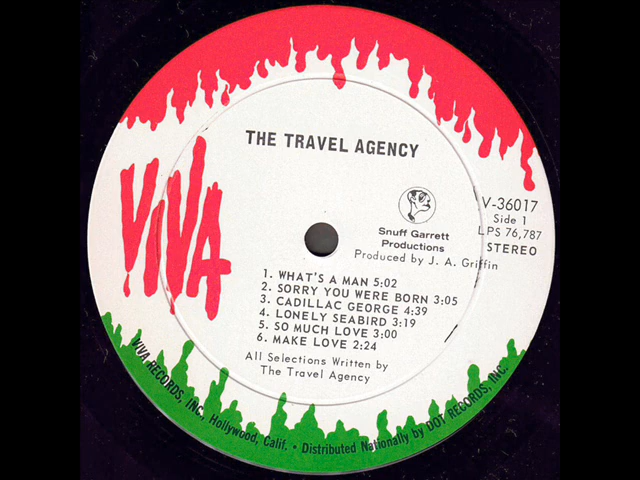 THE TRAVEL AGENCY
VIVA
V-36017
Side 1
LPS 76,787
STEREO
Snuff Garrett
Productions
Produced by J. A. Griffin
1. WHAT'S A MAN 5:02
2. SORRY YOU WERE BORN 3:05
3. CADILLAC GEORGE 4:39
4. LONELY SEABIRD 3:19
5. SO MUCH LOVE 3:00
6. MAKE LOVE 2:24
All Selections Written by
The Travel Agency
VIVA RECORDS, INC., Hollywood, Calif. • Distributed Nationally by DOT RECORDS, INC.